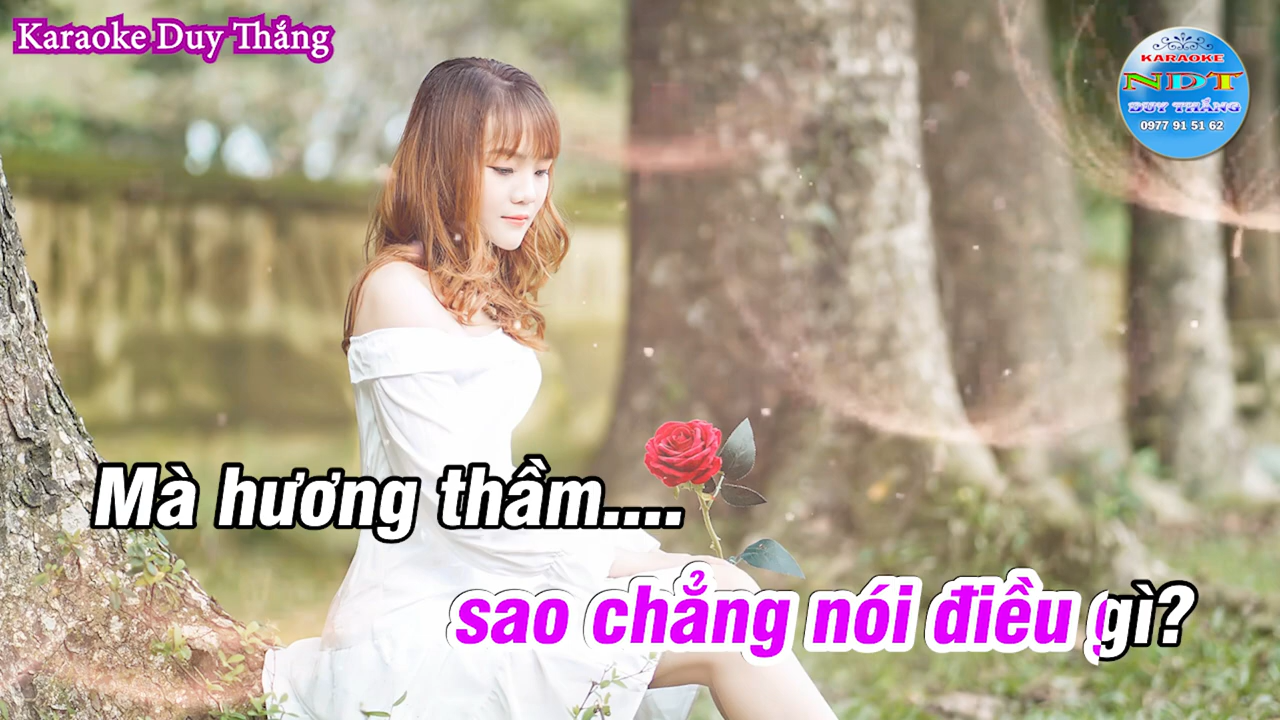 Karaoke Duy Thắng
KARAOKE
NDT
DUY THẮNG
0977 91 51 62
Mà hương thầm....
sao chẳng nói điều gì?